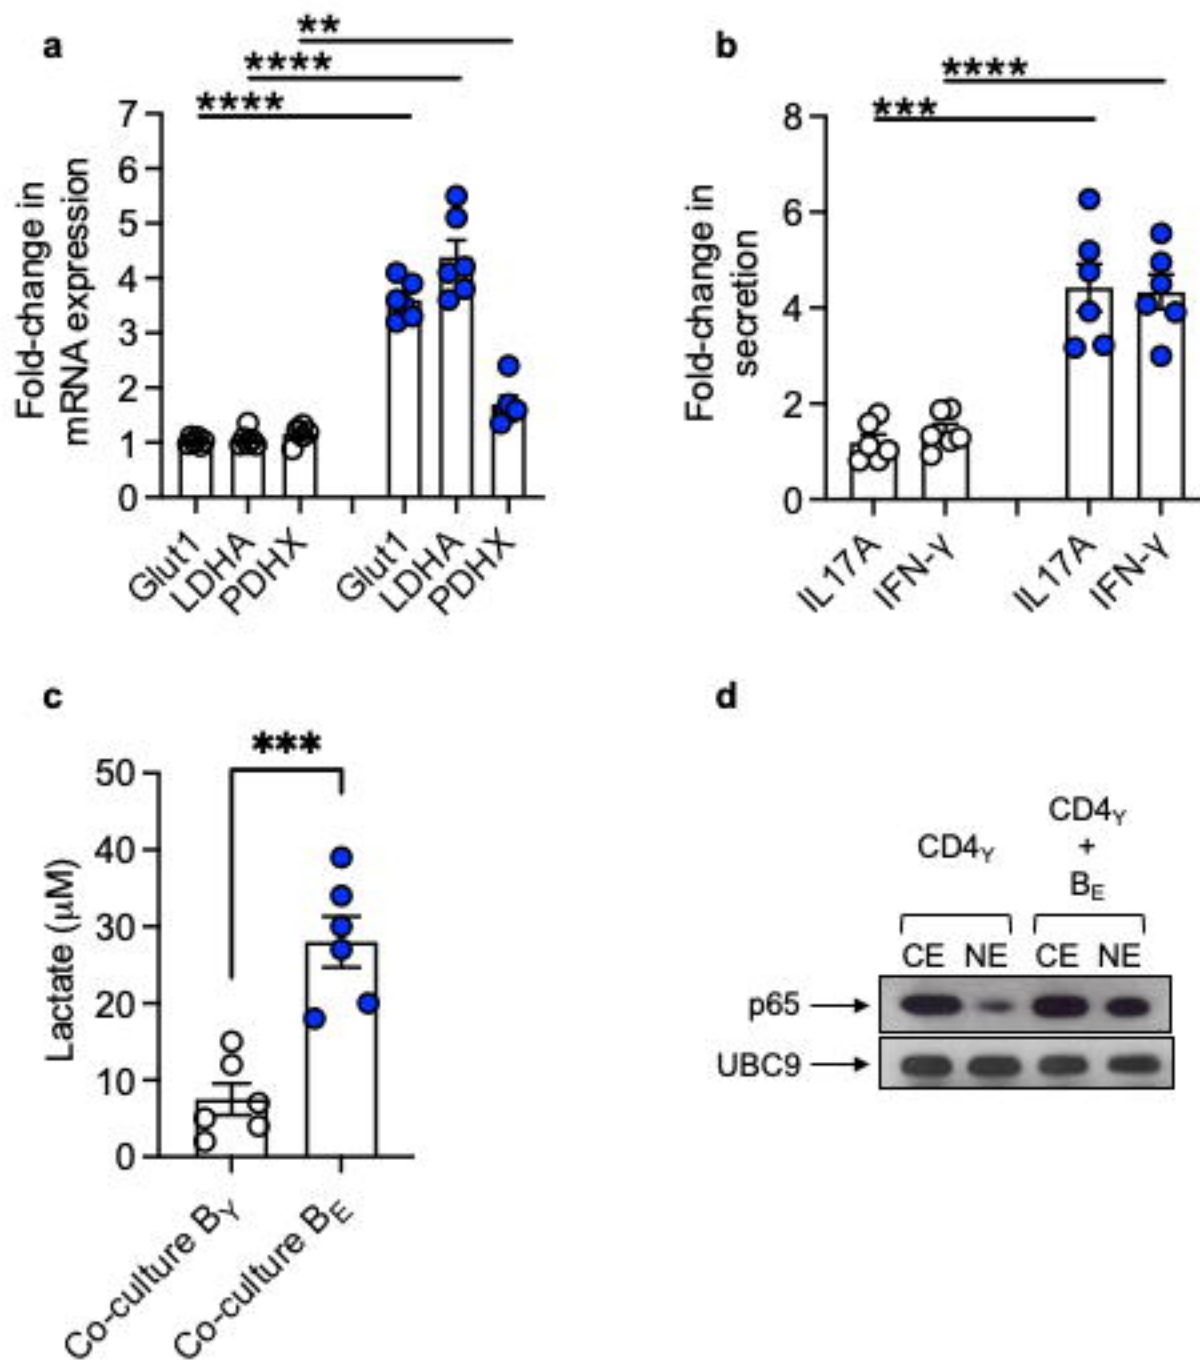 a
**
****
****
7
6
5
4
3
2
1
0
Fold-change in
mRNA expression
Glut1
LDHA
PDHX
Glut1
LDHA
PDHX
b
****
***
8
6
4
2
0
Fold-change in
secretion
IL17A
IFN-γ
IL17A
IFN-γ
c
***
50
40
30
20
10
0
Lactate (μM)
Co-culture BY
Co-culture BE
d
CD4Y
CD4Y
+
BE
CE NE CE NE
p65
UBC9